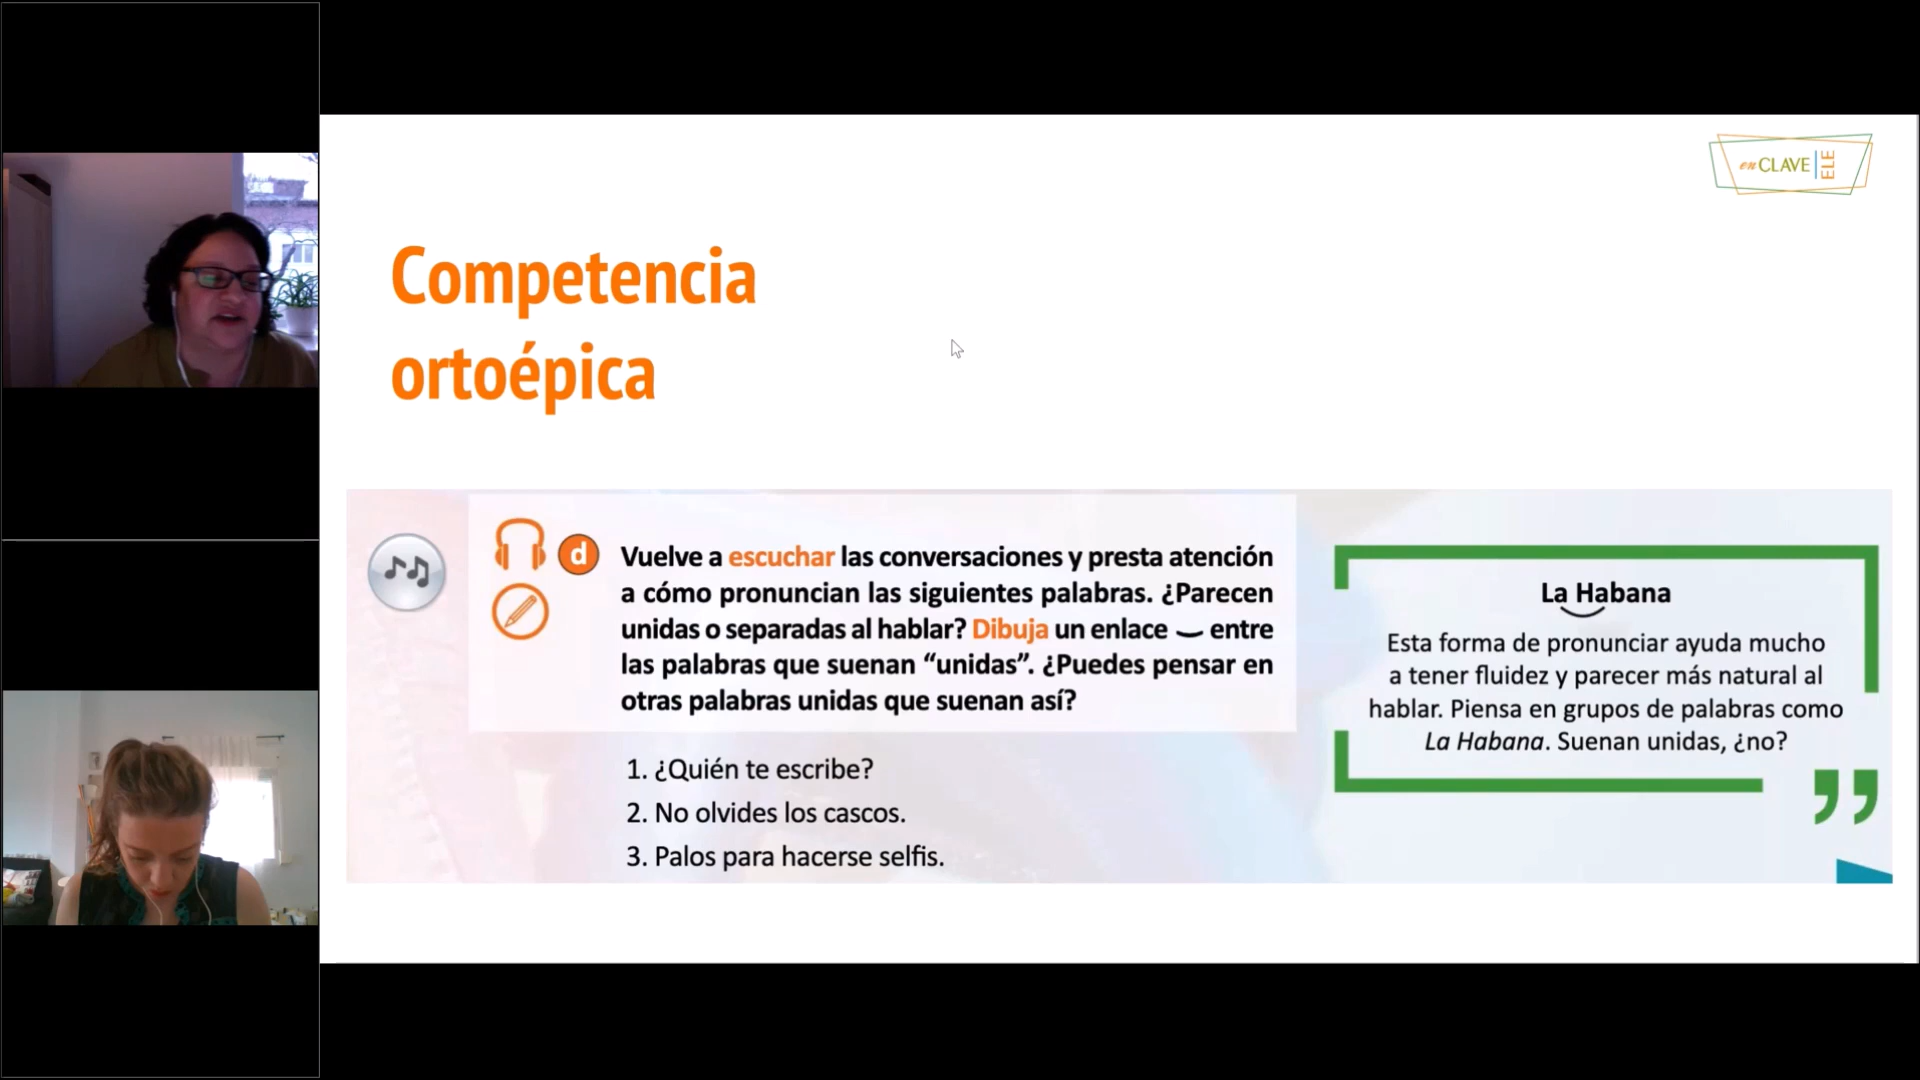 enCLAVE ELE
Competencia
ortoépica
d
Vuelve a escuchar las conversaciones y presta atención
a cómo pronuncian las siguientes palabras. ¿Parecen
unidas o separadas al hablar? Dibuja un enlace ‿ entre
las palabras que suenan “unidas”. ¿Puedes pensar en
otras palabras unidas que suenan así?
1. ¿Quién te escribe?
2. No olvides los cascos.
3. Palos para hacerse selfis.
La Habana
Esta forma de pronunciar ayuda mucho
a tener fluidez y parecer más natural al
hablar. Piensa en grupos de palabras como
La Habana. Suenan unidas, ¿no?